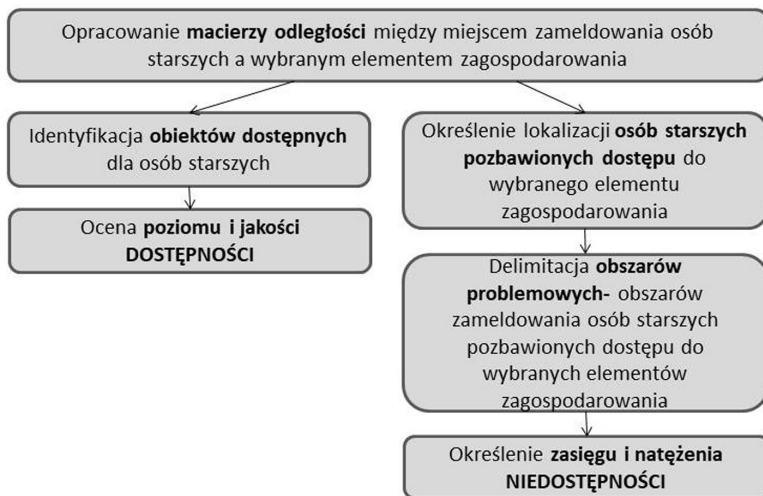 Opracowanie macierzy odległości między miejscem zameldowania osób
starszych a wybranym elementem zagospodarowania
Identyfikacja obiektów dostępnych
dla osób starszych
Ocena poziomu i jakości
DOSTĘPNOŚCI
Określenie lokalizacji osób starszych
pozbawionych dostępu do
wybranego elementu
zagospodarowania
Delimitacja obszarów
problemowych- obszarów
zameldowania osób starszych
pozbawionych dostępu do
wybranych elementów
zagospodarowania
Określenie zasięgu i natężenia
NIEDOSTĘPNOŚCI